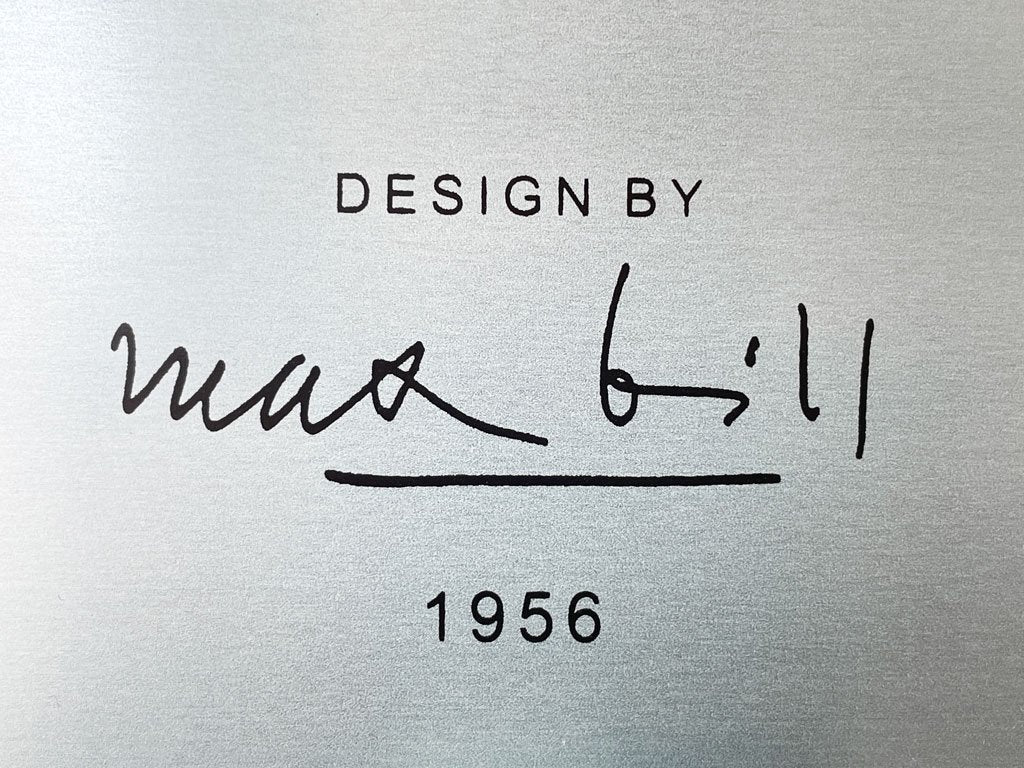 DESIGN BY
max bill
1956